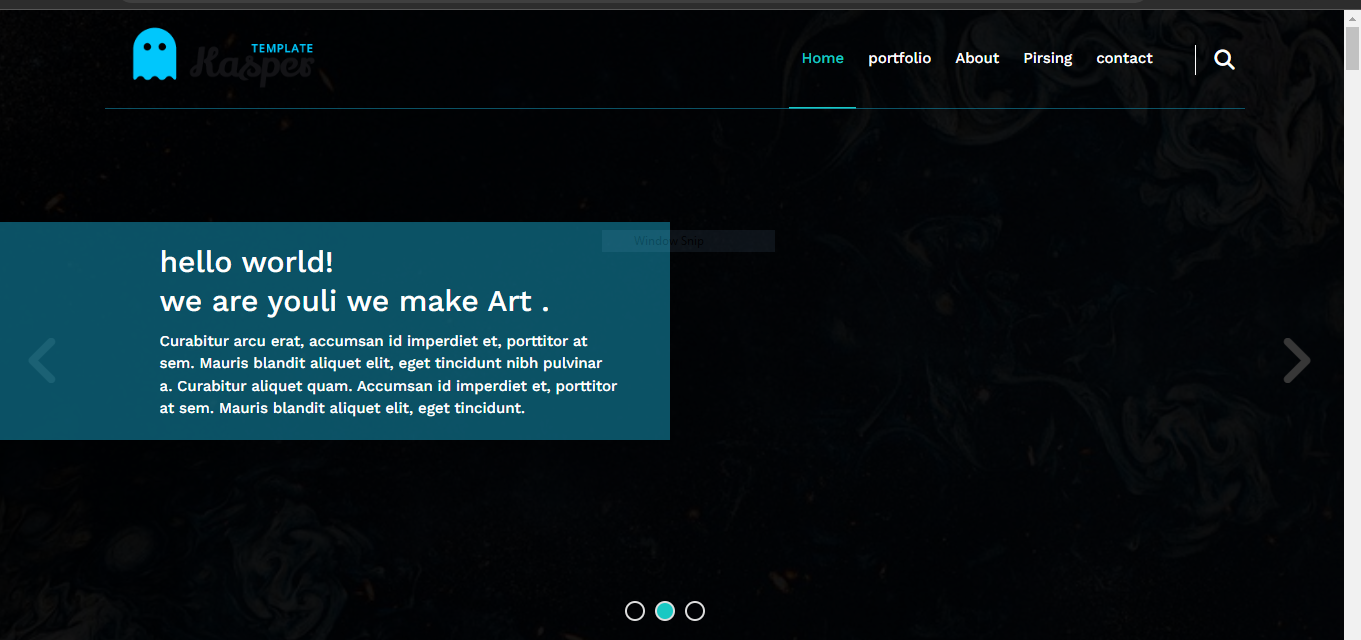 TEMPLATE
Kasper
Home portfolio About Pirsing contact
Window Snip
hello world!
we are youli we make Art .
Curabitur arcu erat, accumsan id imperdiet et, porttitor at
sem. Mauris blandit aliquet elit, eget tincidunt nibh pulvinar
a. Curabitur aliquet quam. Accumsan id imperdiet et, porttitor
at sem. Mauris blandit aliquet elit, eget tincidunt.